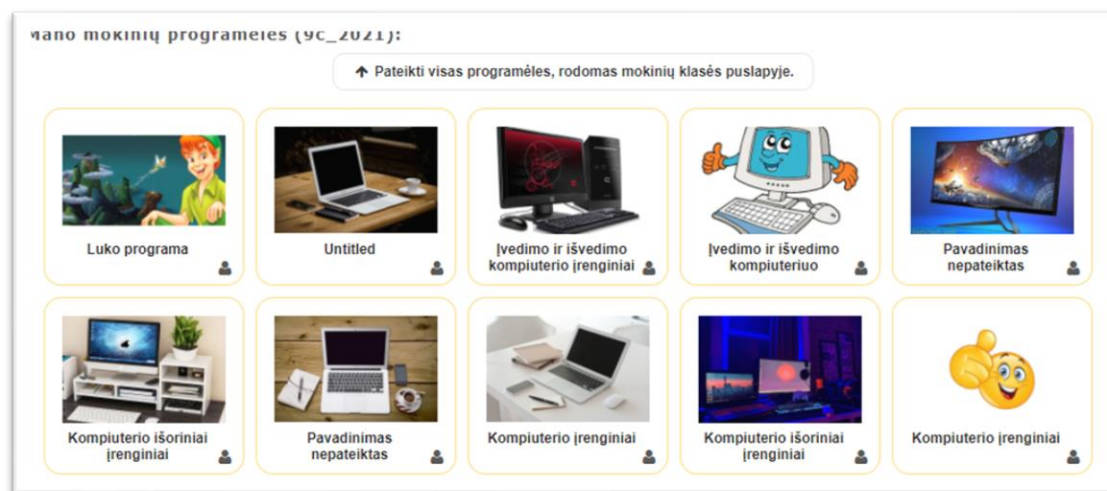 Mano mokinių programėlės (9c_2021):
Pateikti visas programėles, rodomas mokinių klasės puslapyje.
Luko programa
Untitled
Įvedimo ir išvedimo
kompiuterio įrenginiai
Įvedimo ir išvedimo
kompiuteriuo
Pavadinimas
nepateiktas
Kompiuterio išoriniai
įrenginiai
Pavadinimas
nepateiktas
Kompiuterio įrenginiai
Kompiuterio išoriniai
įrenginiai
Kompiuterio įrenginiai